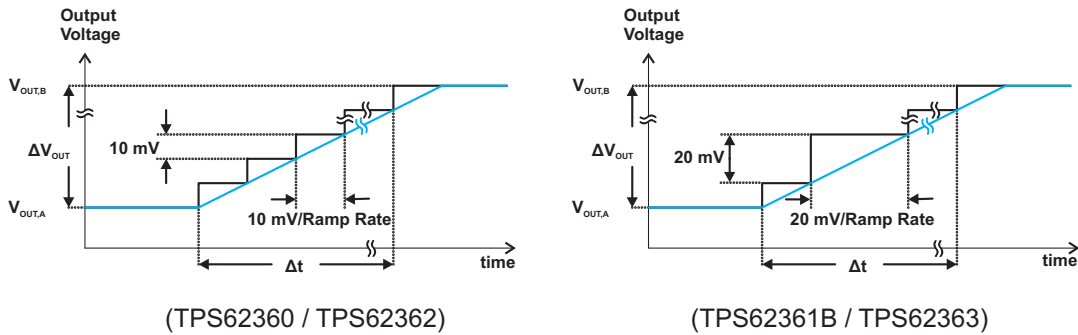 Output
Voltage
V_OUT,B
ΔV_OUT
10 mV
V_OUT,A
10 mV/Ramp Rate
Δt
time
(TPS62360 / TPS62362)
Output
Voltage
V_OUT,B
ΔV_OUT
20 mV
V_OUT,A
20 mV/Ramp Rate
Δt
time
(TPS62361B / TPS62363)